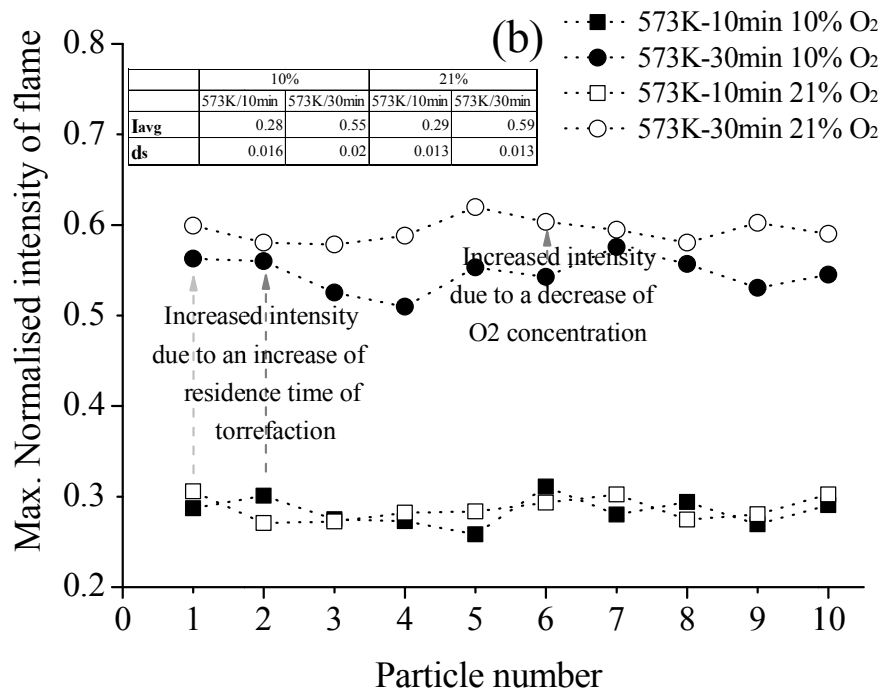 (b)
573K-10min 10% O₂
573K-30min 10% O₂
573K-10min 21% O₂
573K-30min 21% O₂
10% 21%
573K/10min 573K/30min 573K/10min 573K/30min
Iavg 0.28 0.55 0.29 0.59
ds 0.016 0.02 0.013 0.013
Increased intensity
due to an increase of
residence time of
torrefaction
Increased intensity
due to a decrease of
O2 concentration
Max. Normalised intensity of flame
0.8
0.7
0.6
0.5
0.4
0.3
0.2
0 1 2 3 4 5 6 7 8 9 10
Particle number